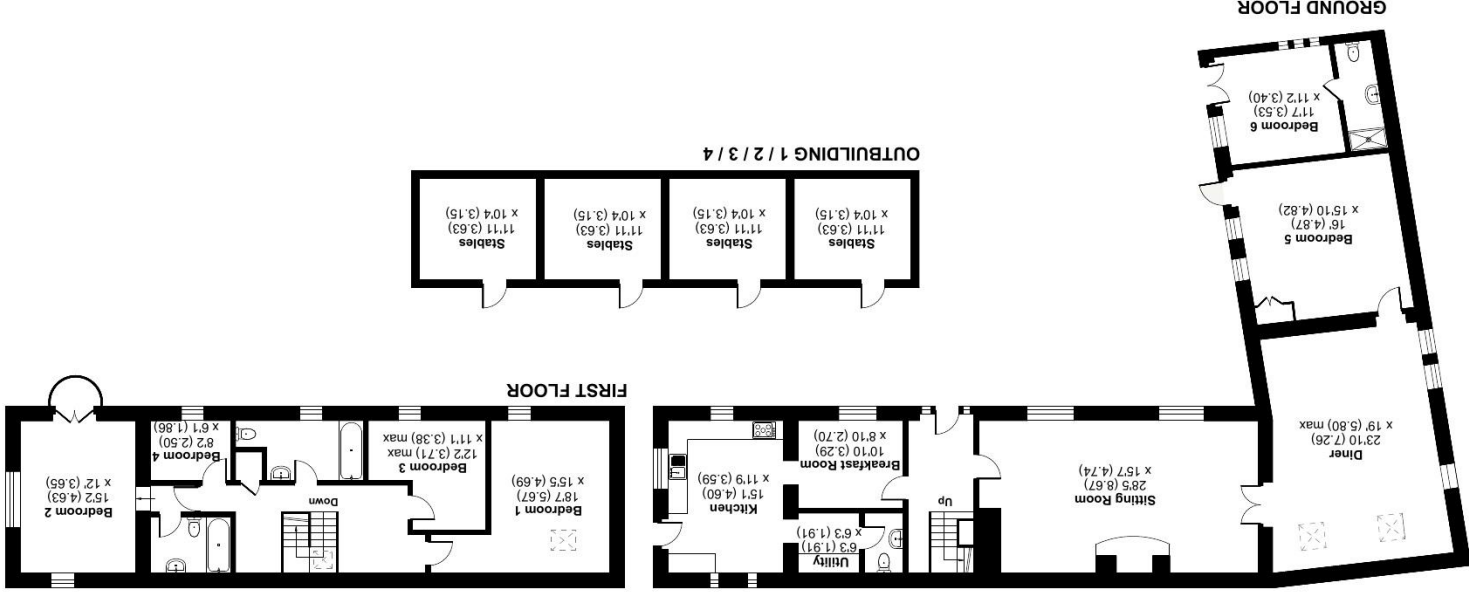 Diner
23'10 (7.26)
x 19' (5.80) max
Sitting Room
28'5 (8.67)
x 15'7 (4.74)
Up
Utility
6'3 (1.91)
x 6'3 (1.91)
Breakfast Room
10'10 (3.29)
x 8'10 (2.70)
Kitchen
15'1 (4.60)
x 11'9 (3.59)
Bedroom 5
16' (4.87)
x 15'10 (4.82)
Bedroom 6
11'7 (3.53)
x 11'2 (3.40)
GROUND FLOOR
Bedroom 1
18'7 (5.67)
x 15'5 (4.69)
Bedroom 3
12'2 (3.71) max
x 11'1 (3.38) max
Down
Bedroom 4
8'2 (2.50)
x 6'1 (1.86)
Bedroom 2
15'2 (4.63)
x 12' (3.65)
FIRST FLOOR
Stables
11'11 (3.63)
x 10'4 (3.15)
Stables
11'11 (3.63)
x 10'4 (3.15)
Stables
11'11 (3.63)
x 10'4 (3.15)
Stables
11'11 (3.63)
x 10'4 (3.15)
OUTBUILDING 1 / 2 / 3 / 4